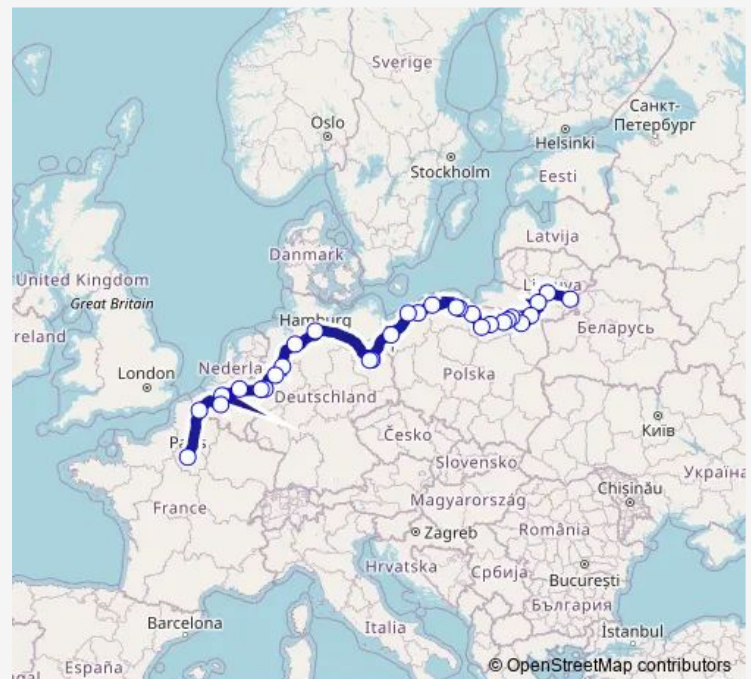 Sverige
Oslo
Санкт-
Петербург
Helsinki
Stockholm
Eesti
Latvija
Danmark
United Kingdom
Great Britain
reland
Беларусь
Hamburg
London
Nederla
Deutschland
Polska
Česko
Київ
Slovensko
Україна
France
Magyarország
Chișinău
România
Zagreb
Hrvatska
Србија
București
България
Barcelona
Italia
İstanbul
España
gal
© OpenStreetMap contributors